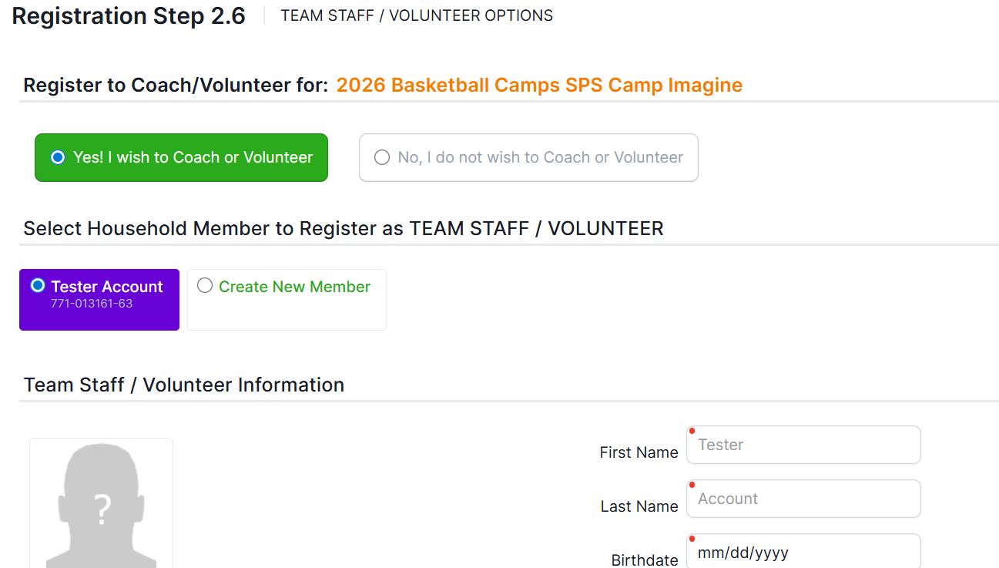 Registration Step 2.6 TEAM STAFF / VOLUNTEER OPTIONS
Register to Coach/Volunteer for: 2026 Basketball Camps SPS Camp Imagine
Yes! I wish to Coach or Volunteer No, I do not wish to Coach or Volunteer
Select Household Member to Register as TEAM STAFF / VOLUNTEER
Tester Account Create New Member
771-013161-63
Team Staff / Volunteer Information
?
First Name Tester
Last Name Account
Birthdate mm/dd/yyyy